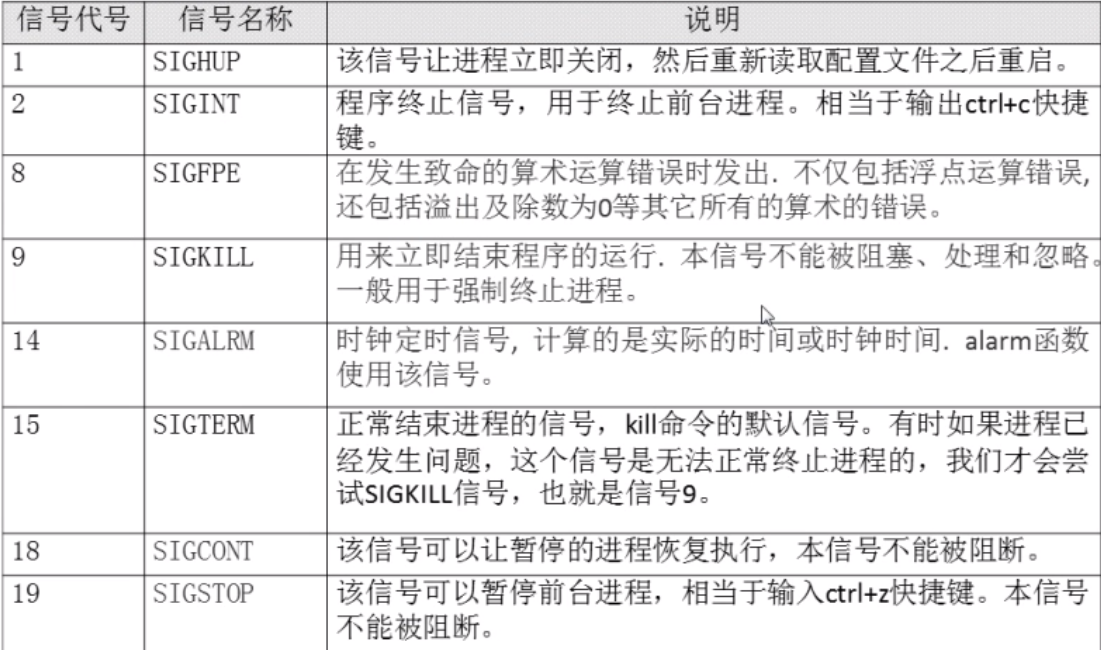 信号代号 信号名称 说明
1 SIGHUP 该信号让进程立即关闭，然后重新读取配置文件之后重启。
2 SIGINT 程序终止信号，用于终止前台进程。相当于输出ctrl+c快捷
键。
8 SIGFPE 在发生致命的算术运算错误时发出. 不仅包括浮点运算错误,
还包括溢出及除数为0等其它所有的算术的错误。
9 SIGKILL 用来立即结束程序的运行. 本信号不能被阻塞、处理和忽略。
一般用于强制终止进程。
14 SIGALRM 时钟定时信号, 计算的是实际的时间或时钟时间. alarm函数
使用该信号。
15 SIGTERM 正常结束进程的信号，kill命令的默认信号。有时如果进程已
经发生问题，这个信号是无法正常终止进程的，我们才会尝
试SIGKILL信号，也就是信号9。
18 SIGCONT 该信号可以让暂停的进程恢复执行，本信号不能被阻断。
19 SIGSTOP 该信号可以暂停前台进程，相当于输入ctrl+z快捷键。本信号
不能被阻断。